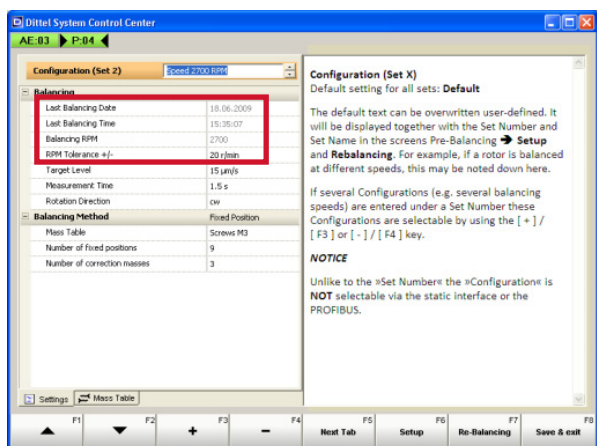 Dittel System Control Center
AE:03 P:04
Configuration (Set 2) Speed 2700 RPM
Balancing
Last Balancing Date 18.06.2009
Last Balancing Time 15:35:07
Balancing RPM 2700
RPM Tolerance +/- 20 r/min
Target Level 15 µm/s
Measurement Time 1.5 s
Rotation Direction cw
Balancing Method Fixed Position
Mass Table Screws M3
Number of fixed positions 9
Number of correction masses 3
Settings Mass Table
Configuration (Set X)
Default setting for all sets: Default
The default text can be overwritten user-defined. It
will be displayed together with the Set Number and
Set Name in the screens Pre-Balancing ➔ Setup
and Rebalancing. For example, if a rotor is balanced
at different speeds, this may be noted down here.
If several Configurations (e.g. several balancing
speeds) are entered under a Set Number these
Configurations are selectable by using the [ + ] /
[ F3 ] or [ - ] / [ F4 ] key.
NOTICE
Unlike to the »Set Number« the »Configuration« is
NOT selectable via the static interface or the
PROFIBUS.
F1 F2 F3 F4 F5 F6 F7 F8
+ - Next Tab Setup Re-Balancing Save & exit